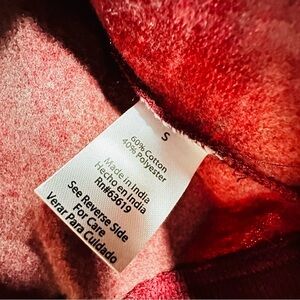 S
60% Cotton
40% Polyester
Made in India
Hecho en India
Rn#63619
See Reverse Side
For Care
Verar Para Cuidado